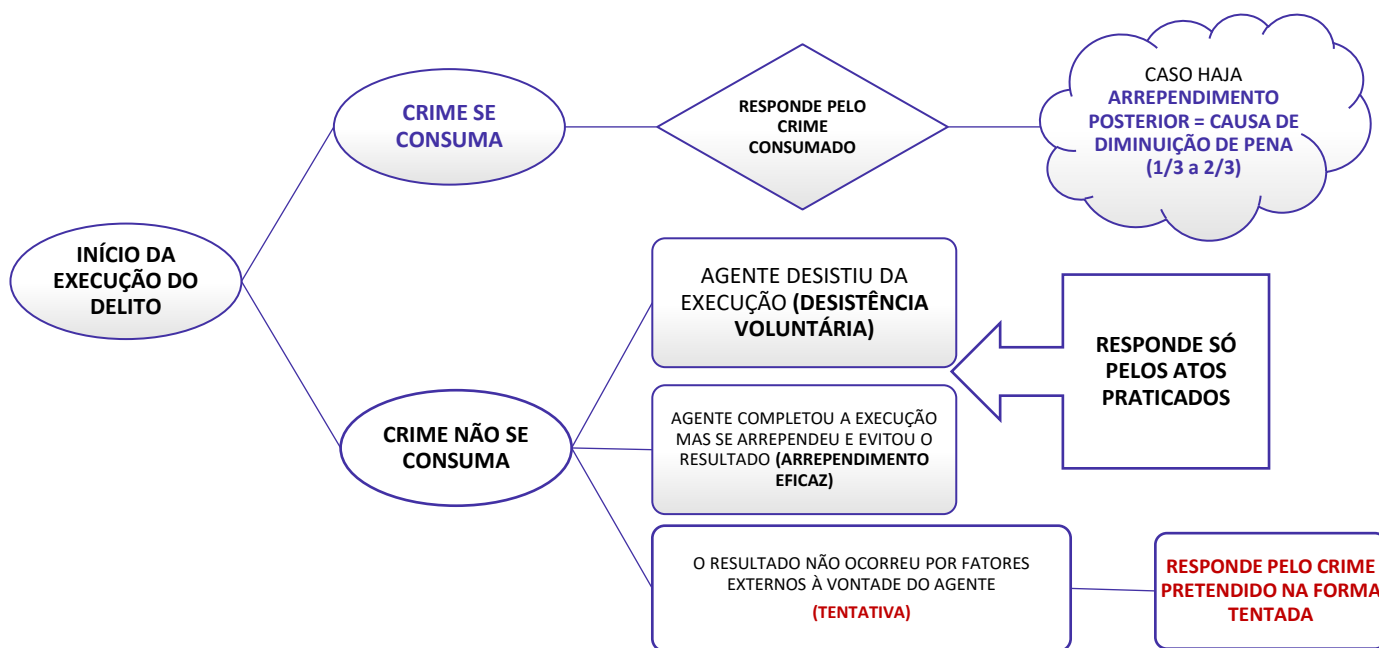 INÍCIO DA
EXECUÇÃO DO
DELITO
CRIME SE
CONSUMA
RESPONDE PELO
CRIME
CONSUMADO
CASO HAJA
ARREPENDIMENTO
POSTERIOR = CAUSA DE
DIMINUIÇÃO DE PENA
(1/3 a 2/3)
CRIME NÃO SE
CONSUMA
AGENTE DESISTIU DA
EXECUÇÃO (DESISTÊNCIA
VOLUNTÁRIA)
AGENTE COMPLETOU A EXECUÇÃO
MAS SE ARREPENDEU E EVITOU O
RESULTADO (ARREPENDIMENTO
EFICAZ)
RESPONDE SÓ
PELOS ATOS
PRATICADOS
O RESULTADO NÃO OCORREU POR FATORES
EXTERNOS À VONTADE DO AGENTE
(TENTATIVA)
RESPONDE PELO CRIME
PRETENDIDO NA FORMA
TENTADA